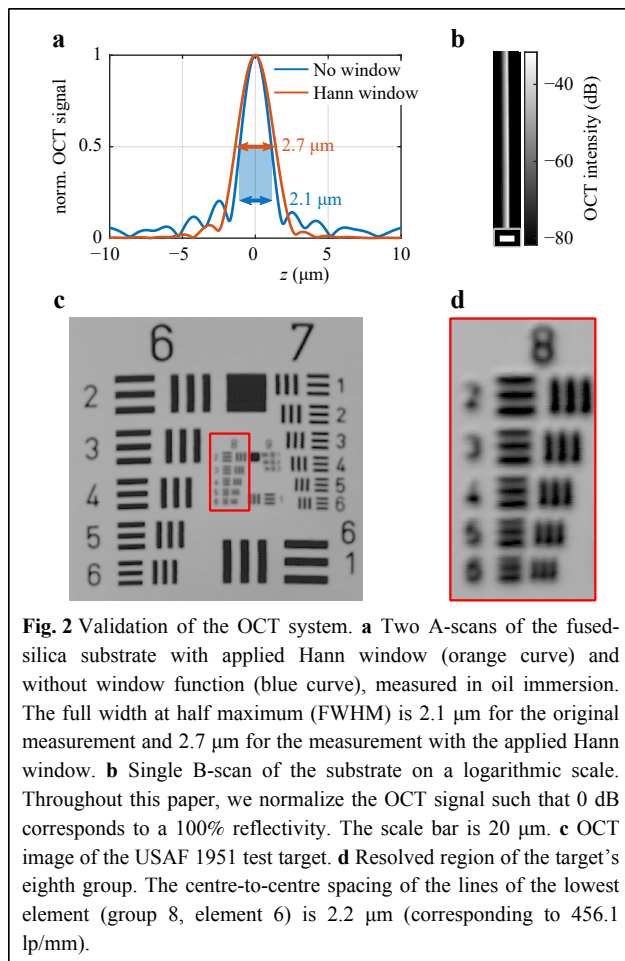 a
b
1
0.5
0
norm. OCT signal
No window
Hann window
2.7 μm
2.1 μm
−10
−5
0
5
10
z (μm)
−40
−60
−80
OCT intensity (dB)
c
d
6
7
2
3
4
5
6
1
2
3
4
5
6
8
9
6
1
8
2
3
4
5
6
Fig. 2 Validation of the OCT system. a Two A-scans of the fused-
silica substrate with applied Hann window (orange curve) and
without window function (blue curve), measured in oil immersion.
The full width at half maximum (FWHM) is 2.1 μm for the original
measurement and 2.7 μm for the measurement with the applied Hann
window. b Single B-scan of the substrate on a logarithmic scale.
Throughout this paper, we normalize the OCT signal such that 0 dB
corresponds to a 100% reflectivity. The scale bar is 20 μm. c OCT
image of the USAF 1951 test target. d Resolved region of the target’s
eighth group. The centre-to-centre spacing of the lines of the lowest
element (group 8, element 6) is 2.2 μm (corresponding to 456.1
lp/mm).